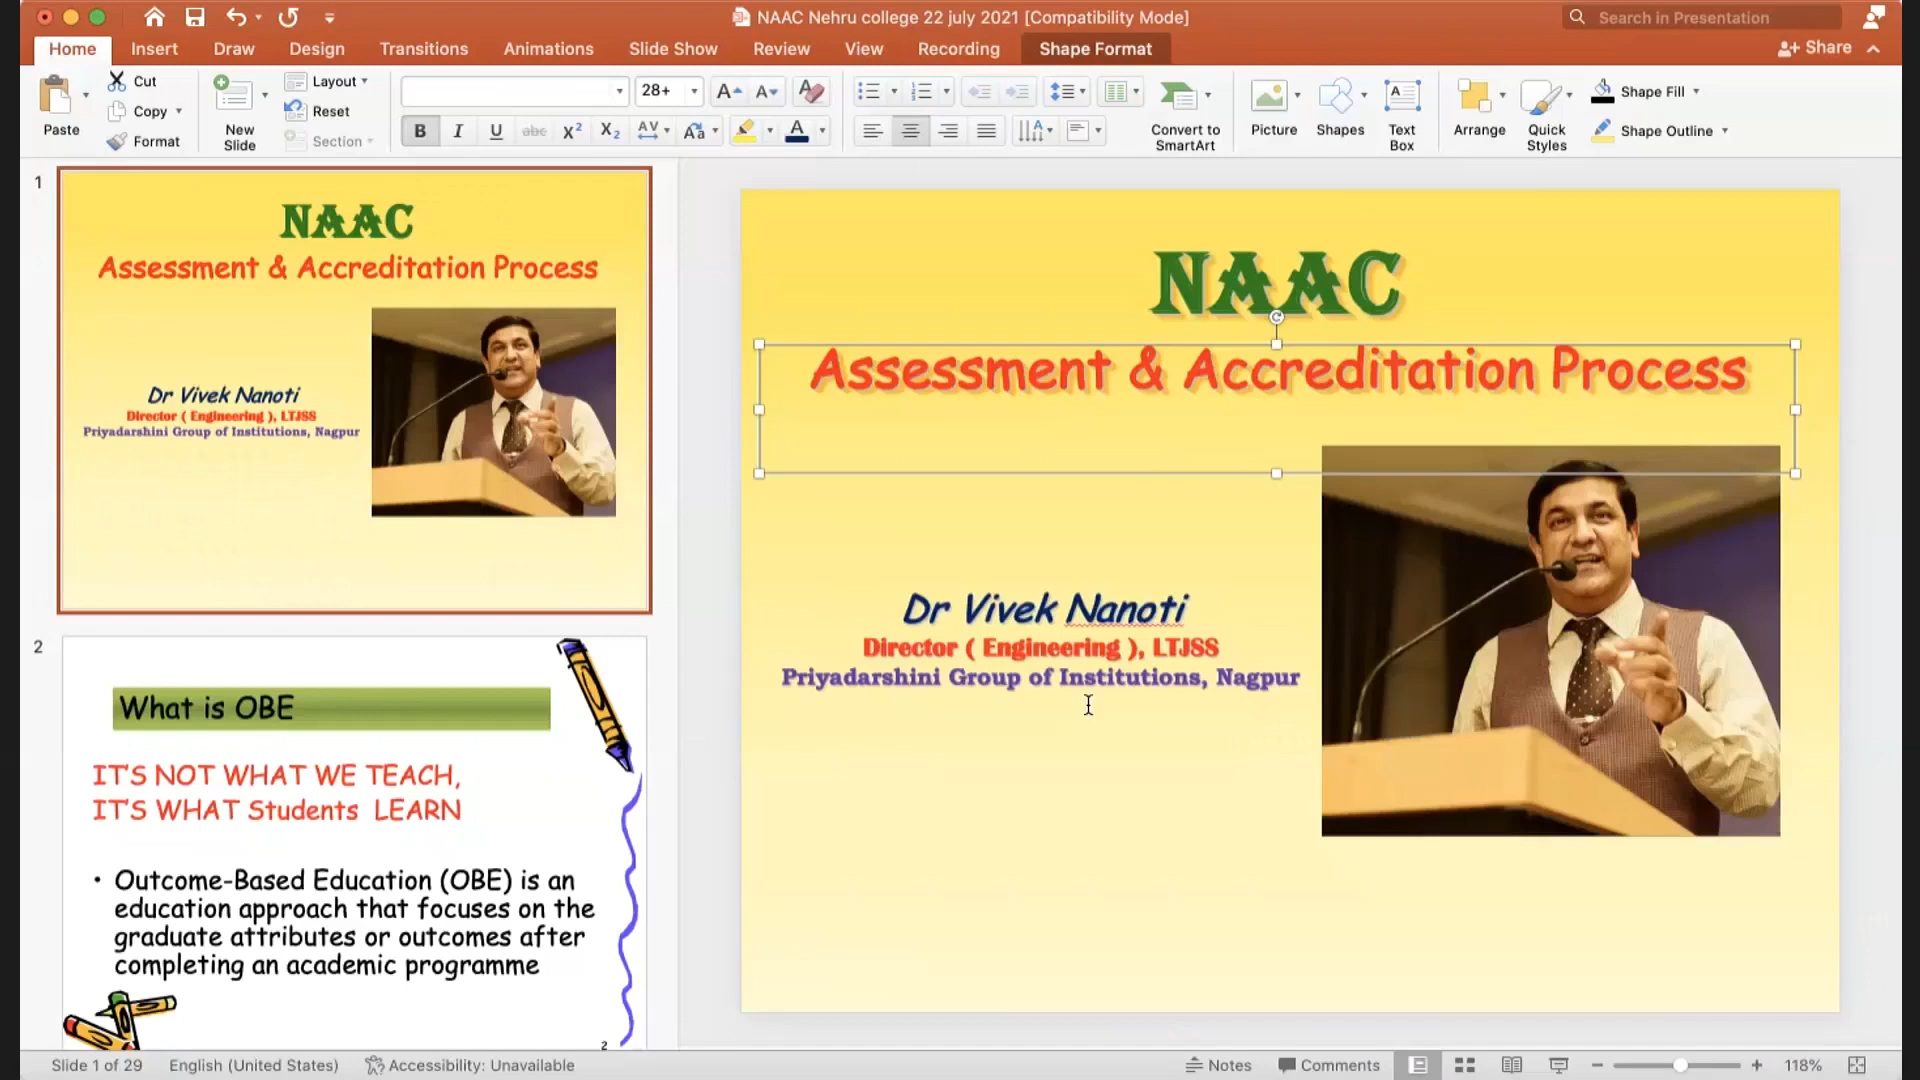 NAAC Nehru college 22 july 2021 [Compatibility Mode]
Search in Presentation
Home Insert Draw Design Transitions Animations Slide Show Review View Recording Shape Format
Share
Paste
Cut
Copy
Format
New
Slide
Layout
Reset
Section
28+
Convert to
SmartArt
Picture
Shapes
Text
Box
Arrange
Quick
Styles
Shape Fill
Shape Outline
1
NAAC
Assessment & Accreditation Process
Dr Vivek Nanoti
Director ( Engineering ), LTJSS
Priyadarshini Group of Institutions, Nagpur
2
What is OBE
IT'S NOT WHAT WE TEACH,
IT'S WHAT Students LEARN
• Outcome-Based Education (OBE) is an
education approach that focuses on the
graduate attributes or outcomes after
completing an academic programme
2
NAAC
Assessment & Accreditation Process
Dr Vivek Nanoti
Director ( Engineering ), LTJSS
Priyadarshini Group of Institutions, Nagpur
Slide 1 of 29 English (United States) Accessibility: Unavailable Notes Comments 118%